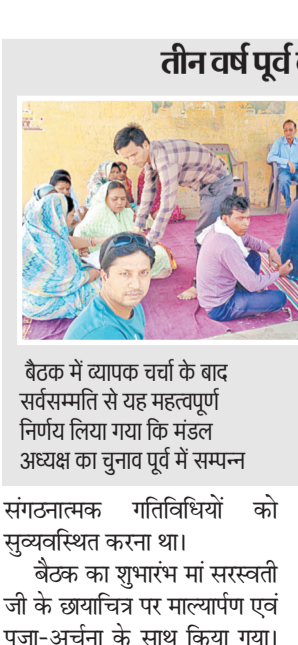 तीन वर्ष पूर्व
बैठक में व्यापक चर्चा के बाद
सर्वसम्मति से यह महत्वपूर्ण
निर्णय लिया गया कि मंडल
अध्यक्ष का चुनाव पूर्व में सम्पन्न
संगठनात्मक गतिविधियों को
सुव्यवस्थित करना था।
बैठक का शुभारंभ मां सरस्वती
जी के छायाचित्र पर माल्यार्पण एवं
पूजा-अर्चना के साथ किया गया।